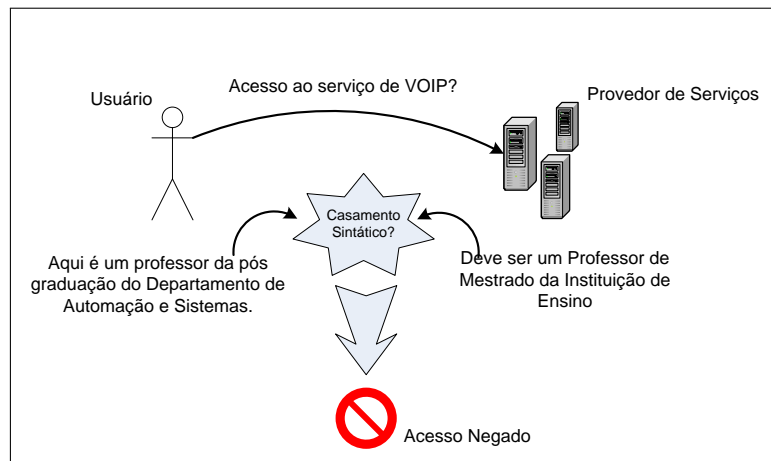 Acesso ao serviço de VOIP?
Usuário
Provedor de Serviços
Casamento
Sintático?
Aqui é um professor da pós
graduação do Departamento de
Automação e Sistemas.
Deve ser um Professor de
Mestrado da Instituição de
Ensino
Acesso Negado